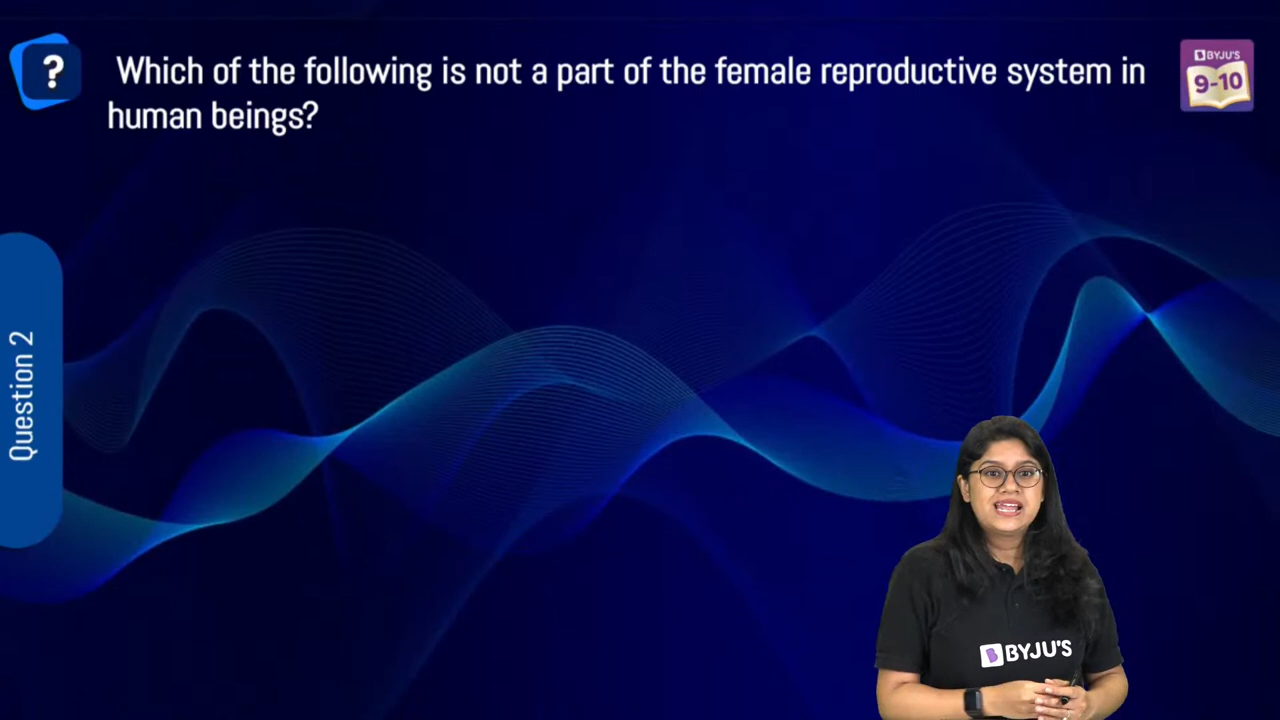 ?
Which of the following is not a part of the female reproductive system in
human beings?
BYJU'S
9-10
Question 2
BYJU'S